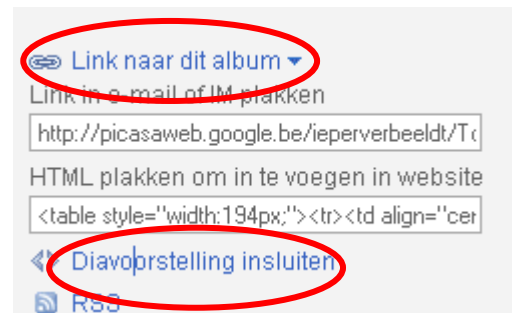 Link naar dit album
Link in e-mail of IM plakken
http://picasaweb.google.be/ieperverbeeldt/To
HTML plakken om in te voegen in website
<table style="width:194px;"><tr><td align="cer
Diavoorstelling insluiten
RSS